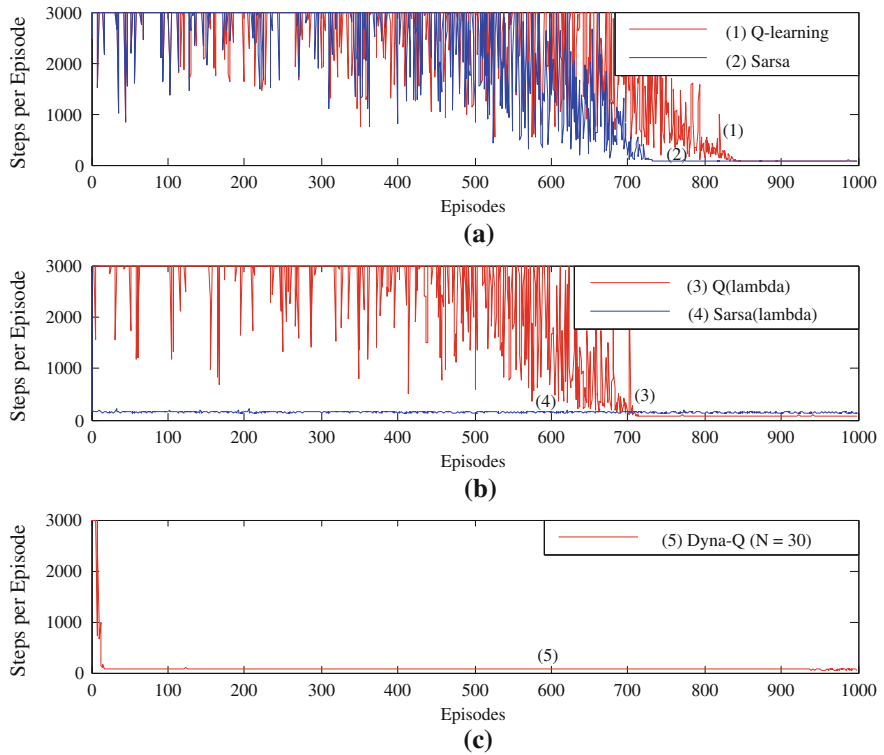 3000
2000
1000
0
Steps per Episode
(1) Q-learning
(2) Sarsa
(1)
(2)
0 100 200 300 400 500 600 700 800 900 1000
Episodes
(a)
3000
2000
1000
0
Steps per Episode
(3) Q(lambda)
(4) Sarsa(lambda)
(4)
(3)
0 100 200 300 400 500 600 700 800 900 1000
Episodes
(b)
3000
2000
1000
0
Steps per Episode
(5) Dyna-Q (N = 30)
(5)
0 100 200 300 400 500 600 700 800 900 1000
Episodes
(c)